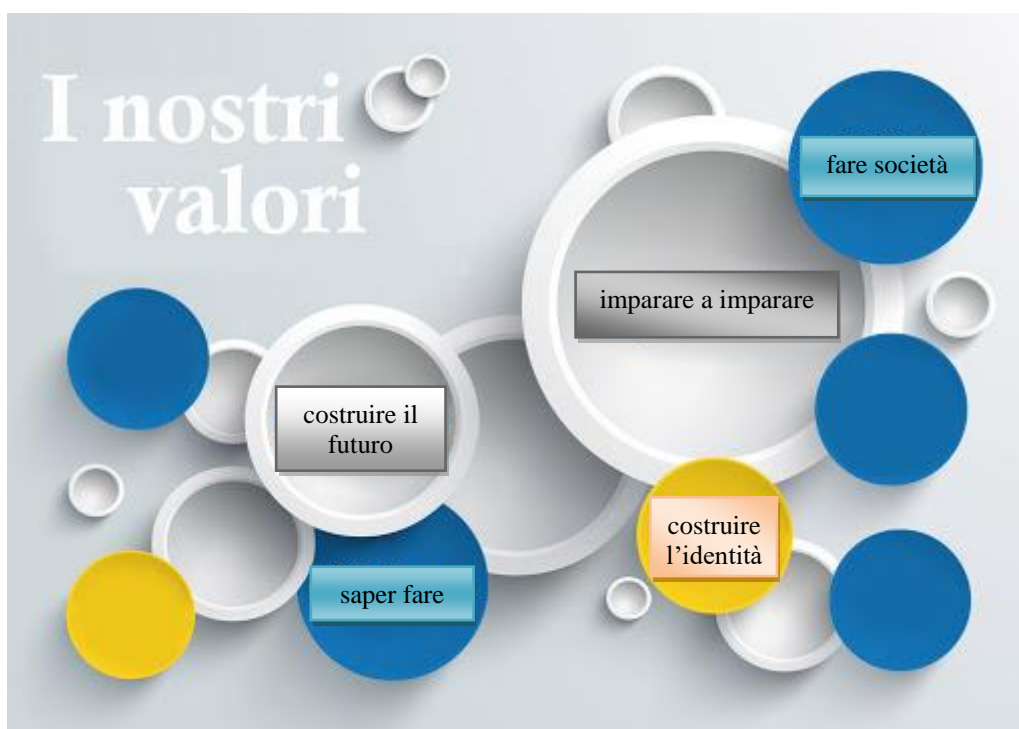 I nostri
valori
fare società
imparare a imparare
costruire il
futuro
costruire
l’identità
saper fare